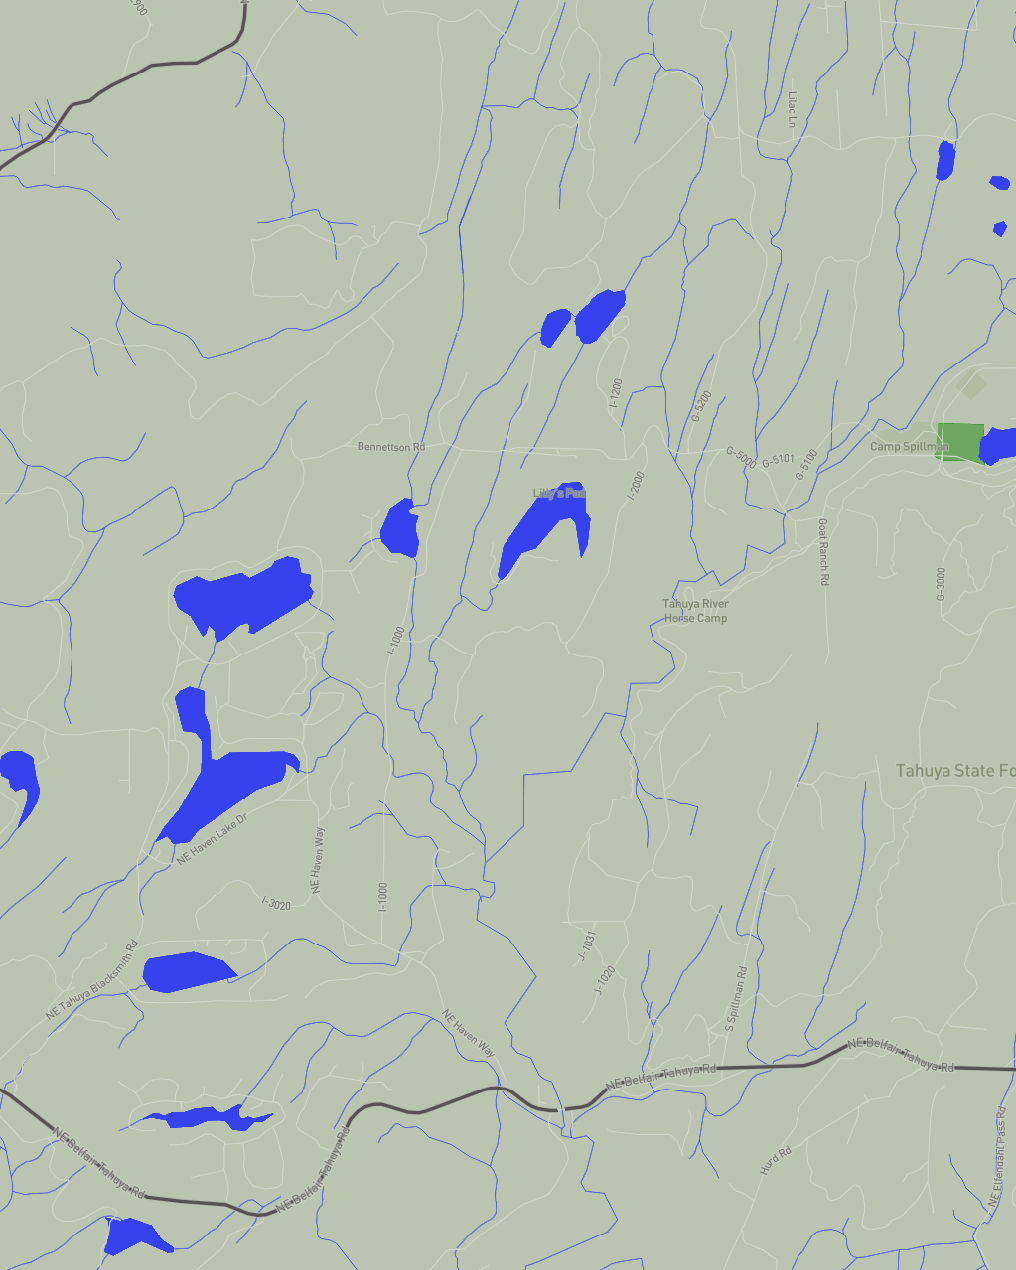 900
Lilac Ln
I-1200
G-5200
Bennettson Rd
Camp Spillman
G-5000
G-5101
G-5100
I-2000
Goat Ranch Rd
G-3000
I-1000
Tahuya River
Horse Camp
Tahuya State Fo
NE Haven Lake Dr
NE Haven Way
I-1000
I-3020
J-1031
J-1020
NE Tahuya Blacksmith Rd
S Spillman Rd
NE Haven Way
NE Belfair-Tahuya Rd
NE Belfair-Tahuya Rd
NE Belfair-Tahuya Rd
NE Belfair-Tahuya Rd
Hurd Rd
NE Elfendahl Pass Rd